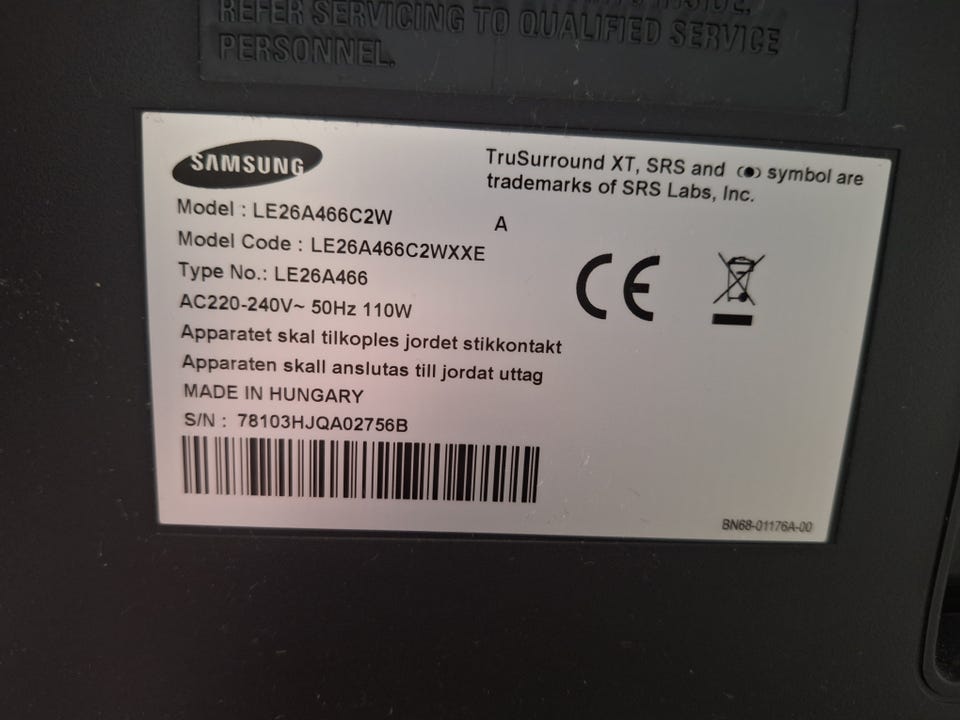 REFER SERVICING TO QUALIFIED SERVICE
PERSONNEL.
SAMSUNG
TruSurround XT, SRS and (●) symbol are
trademarks of SRS Labs, Inc.
Model : LE26A466C2W
A
Model Code : LE26A466C2WXXE
Type No.: LE26A466
AC220-240V~ 50Hz 110W
Apparatet skal tilkoples jordet stikkontakt
Apparaten skall anslutas till jordat uttag
MADE IN HUNGARY
S/N : 78103HJQA02756B
CE
BN68-01176A-00